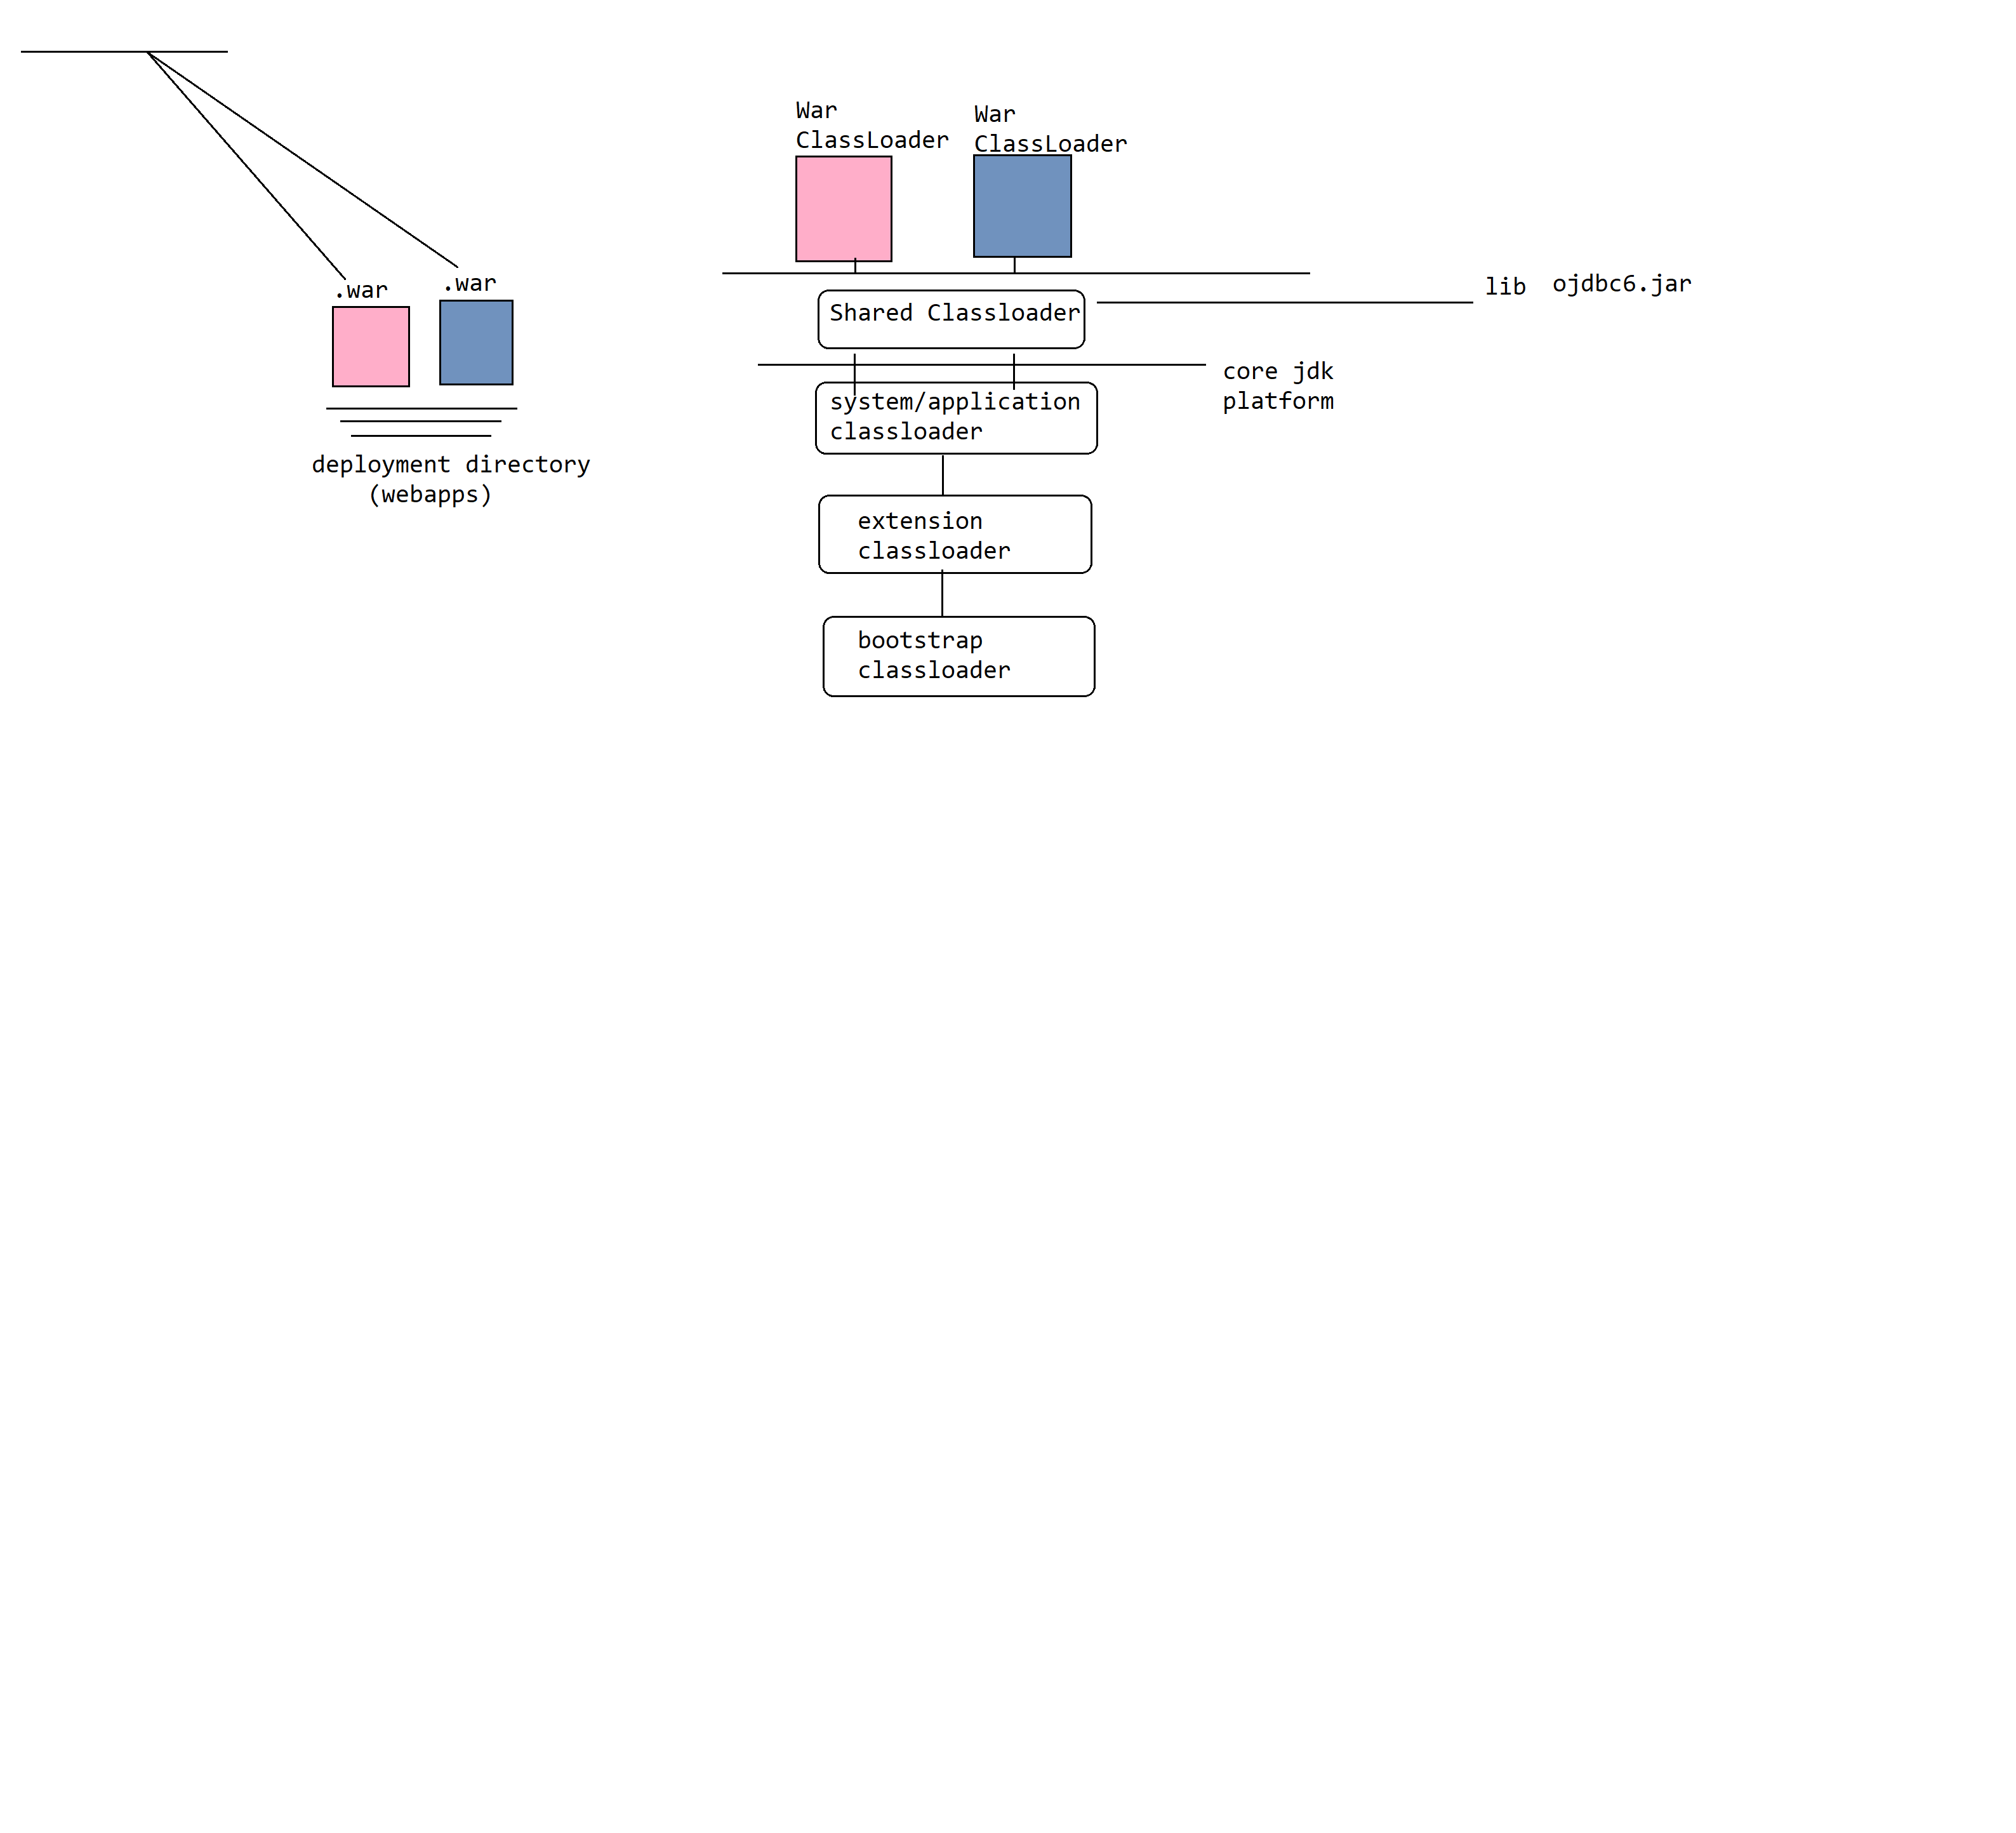 .war
.war
deployment directory
(webapps)
War
ClassLoader
War
ClassLoader
Shared Classloader
lib
ojdbc6.jar
core jdk
platform
system/application
classloader
extension
classloader
bootstrap
classloader